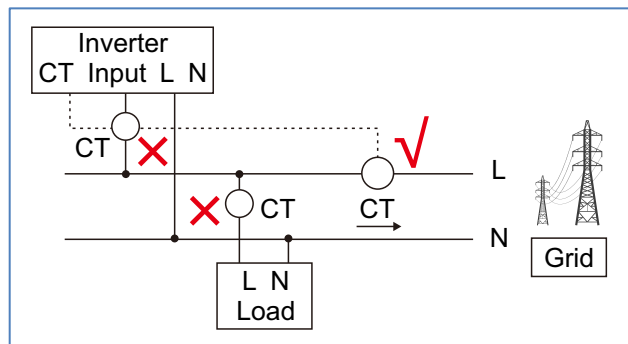 Inverter
CT Input L N
CT
L
CT
CT
N
L N
Load
Grid